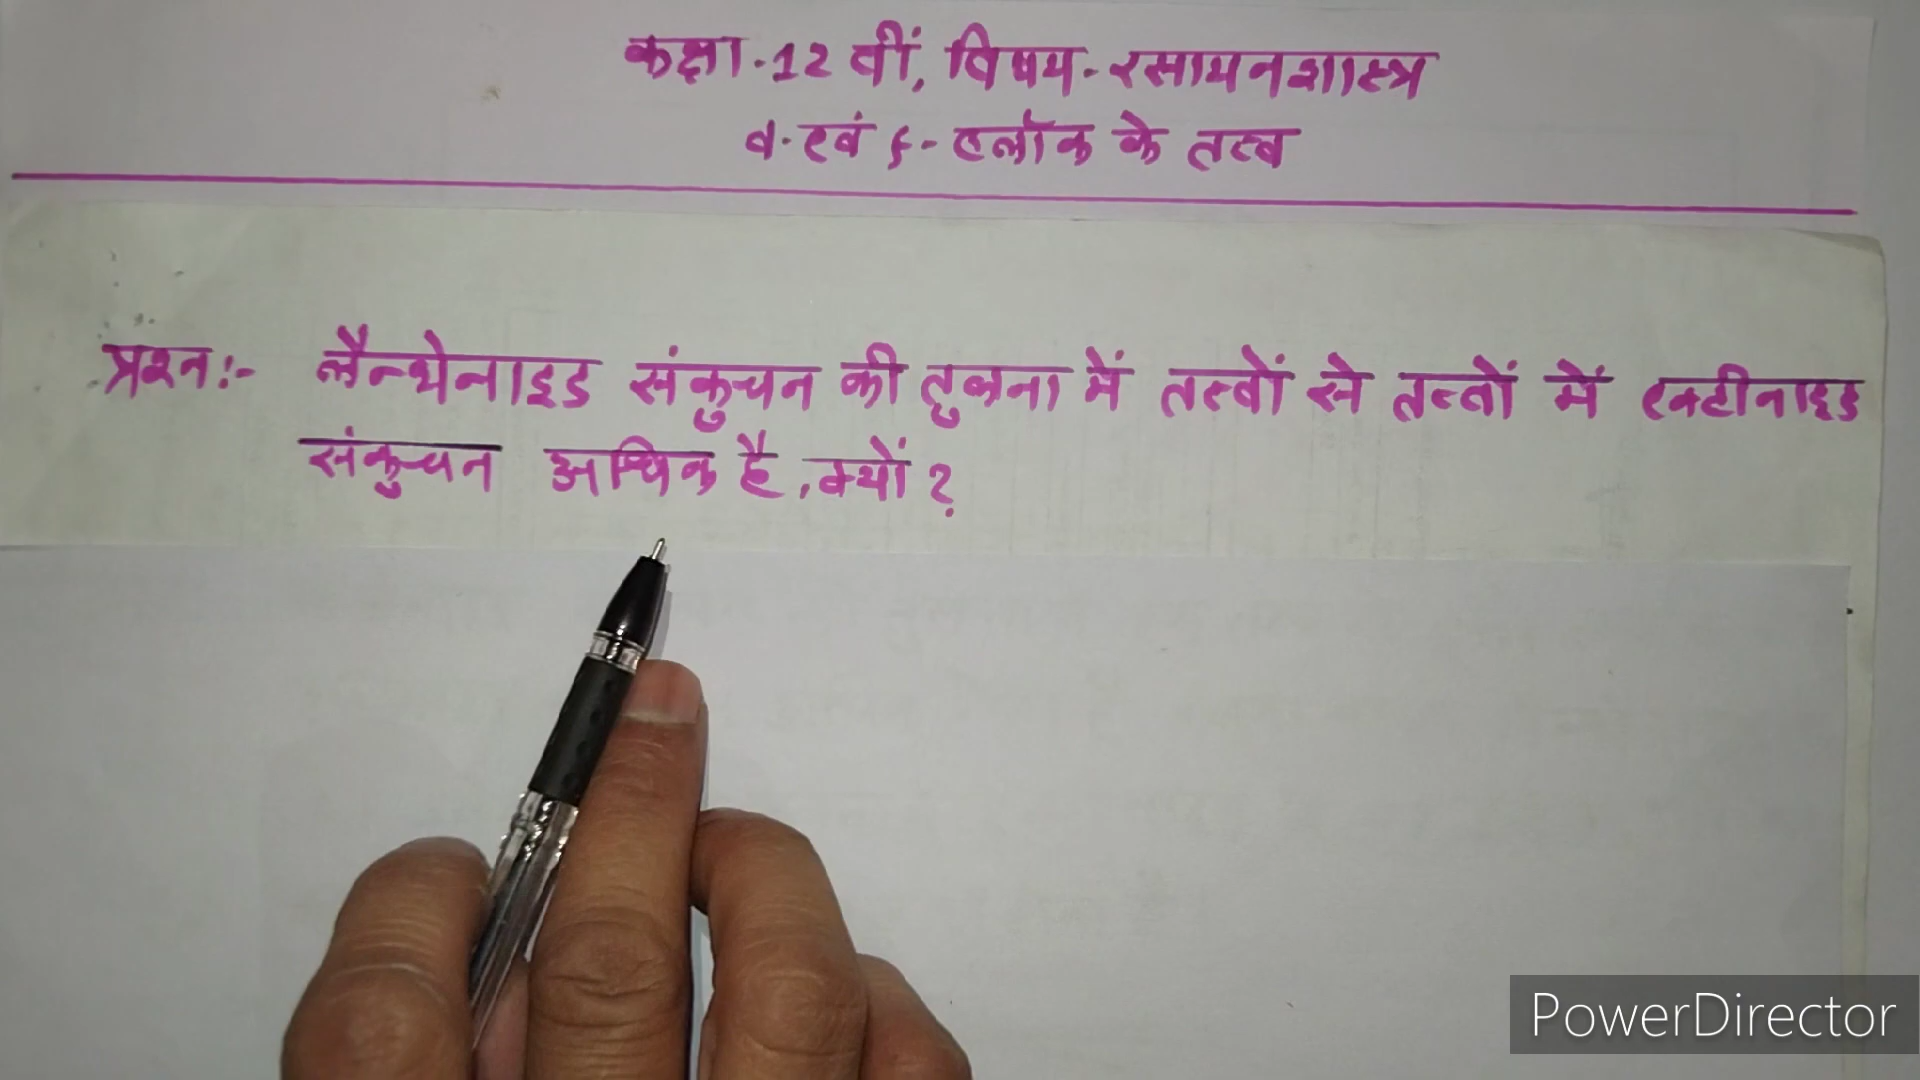 कक्षा-12 वीं, विषय-रसायनशास्त्र
d-एवं f-ब्लॉक के तत्व
प्रश्न:- लैन्थेनाइड संकुचन की तुलना में तत्वों से तत्वों में एक्टीनाइड
संकुचन अधिक है, क्यों ?
PowerDirector